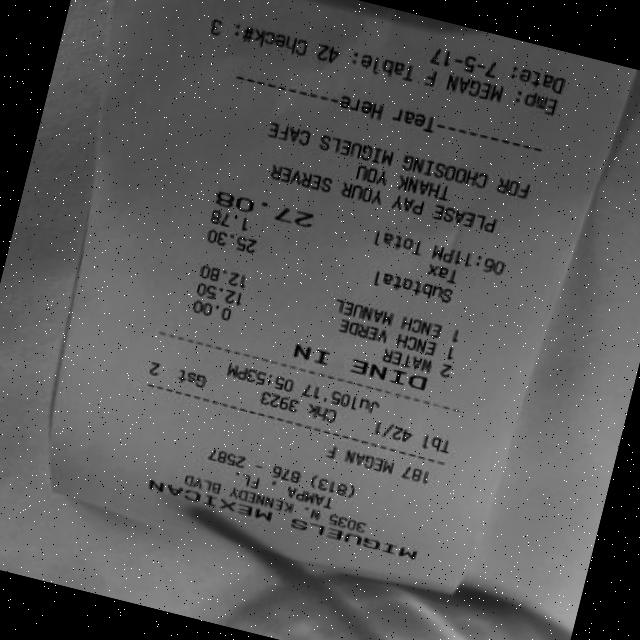 MIGUELS MEXICAN
3035 W. KENNEDY BLVD
TAMPA, FL
(813) 876 - 2587
187 MEGAN F
Tbl 42/1 Chk 3923 Gst 2
Jul05'17 05:53PM
DINE IN
2 WATER 0.00
1 ENCH VERDE 12.50
1 ENCH MANUEL 12.80
Subtotal 25.30
Tax 1.78
06:11PM Total 27.08
PLEASE PAY YOUR SERVER
THANK YOU
FOR CHOOSING MIGUELS CAFE
------------Tear Here------------
Emp: MEGAN F Table: 42 Check#: 3
Date: 7-5-17